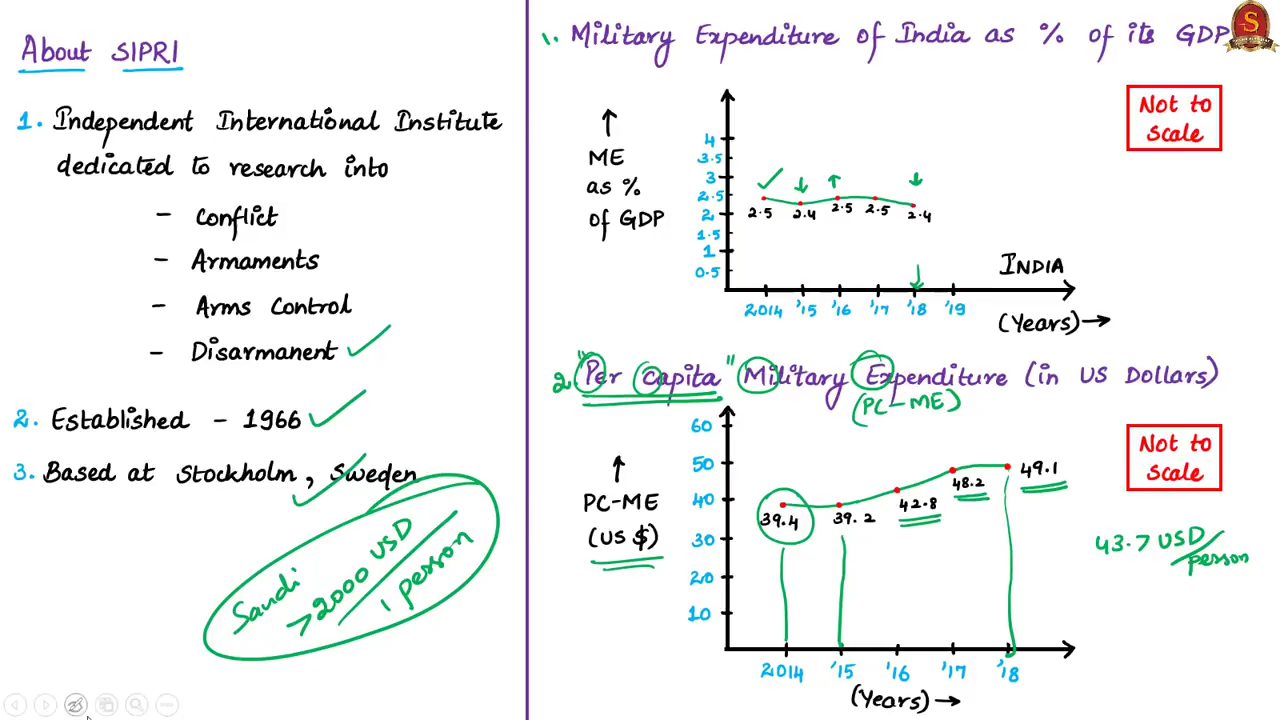 About SIPRI
1. Independent International Institute
dedicated to research into
- Conflict
- Armaments
- Arms Control
- Disarmanent
2. Established - 1966
3. Based at Stockholm, Sweden
Saudi
>2000 USD
/person
1. Military Expenditure of India as % of its GDP
Not to
Scale
ME
as %
of GDP
4
3.5
3
2.5
2
1.5
1
0.5
2.5 2.4 2.5 2.5 2.4
INDIA
2014 '15 '16 '17 '18 '19
(Years)→
2. "Per capita" Military Expenditure (in US Dollars)
(PC-ME)
Not to
Scale
PC-ME
(US $)
60
50
40
30
20
10
39.4 39.2 42.8 48.2 49.1
43.7 USD/
person
2014 '15 '16 '17 '18
(Years)→